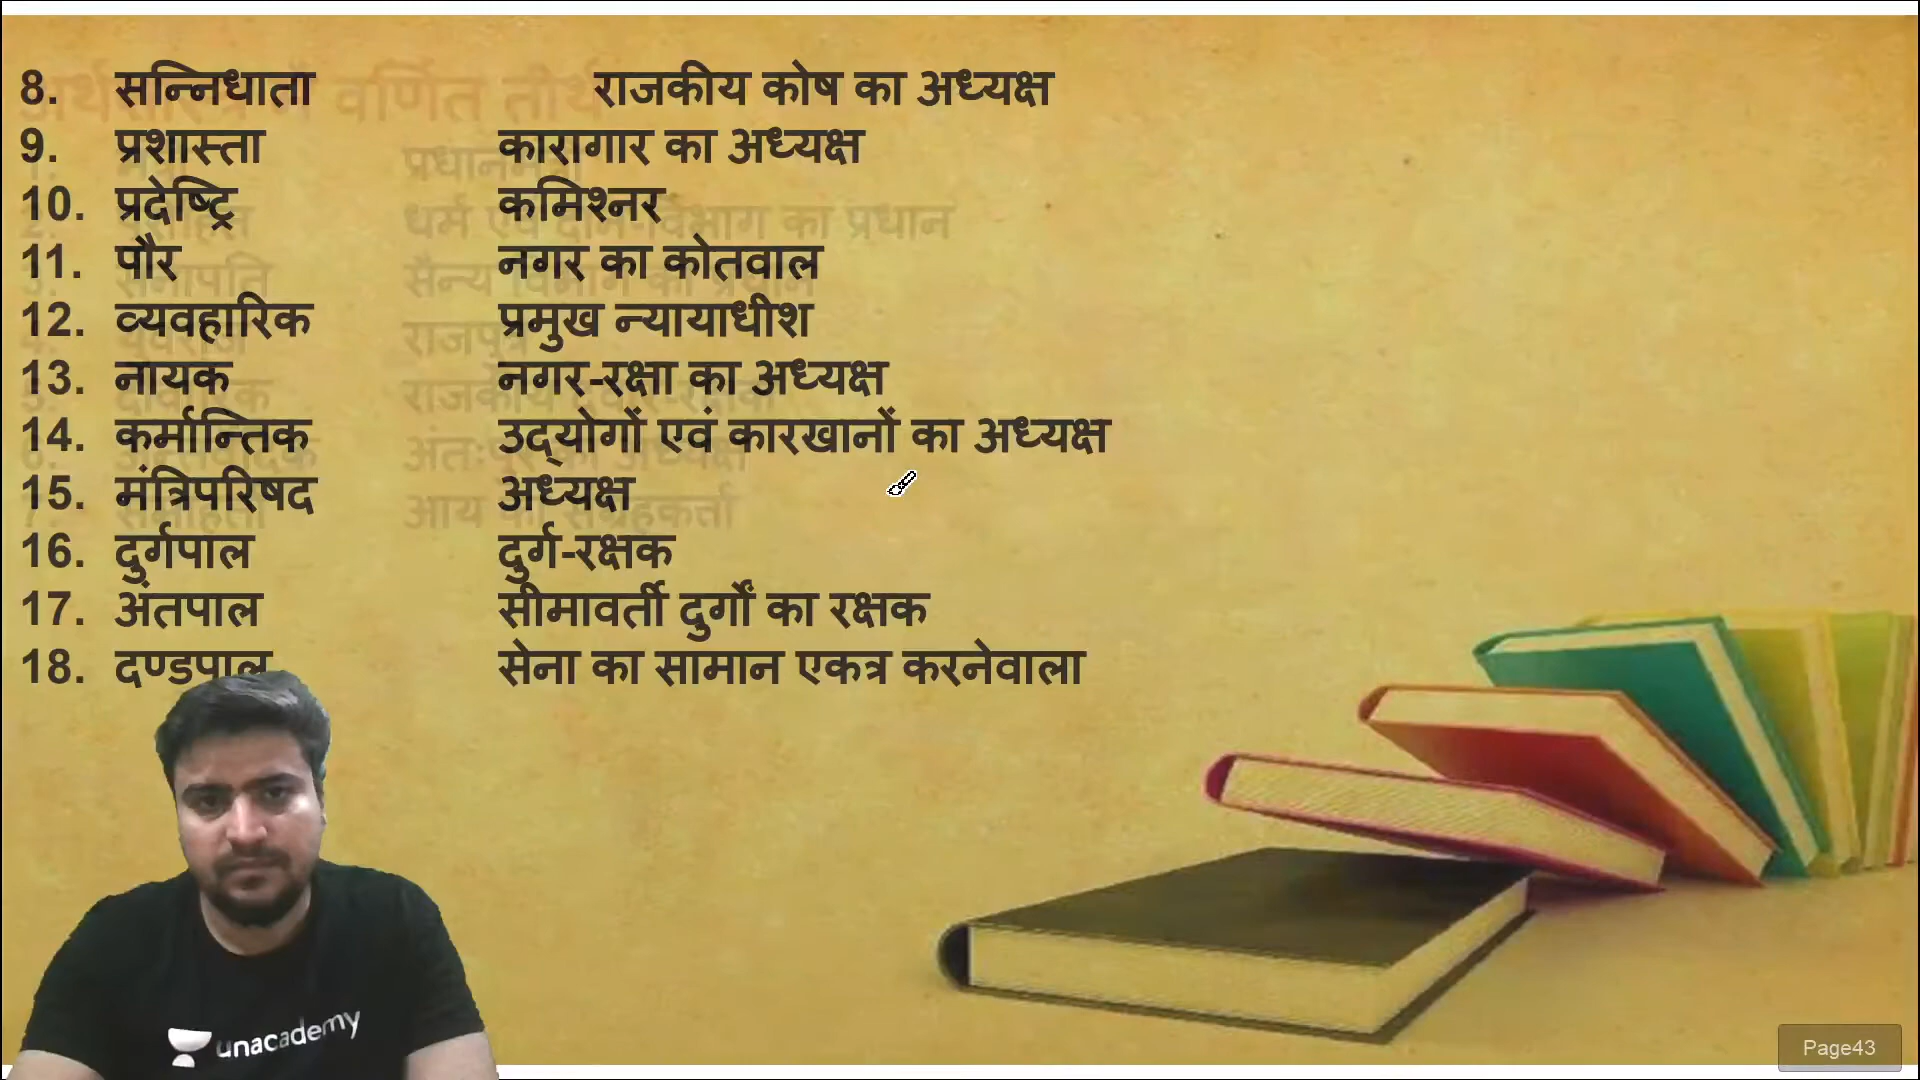 8. सन्निधाता राजकीय कोष का अध्यक्ष
9. प्रशास्ता कारागार का अध्यक्ष
10. प्रदेष्ट्रि कमिश्नर
11. पौर नगर का कोतवाल
12. व्यवहारिक प्रमुख न्यायाधीश
13. नायक नगर-रक्षा का अध्यक्ष
14. कर्मान्तिक उद्योगों एवं कारखानों का अध्यक्ष
15. मंत्रिपरिषद अध्यक्ष
16. दुर्गपाल दुर्ग-रक्षक
17. अंतपाल सीमावर्ती दुर्गों का रक्षक
18. दण्डपाल सेना का सामान एकत्र करनेवाला
unacademy
Page43